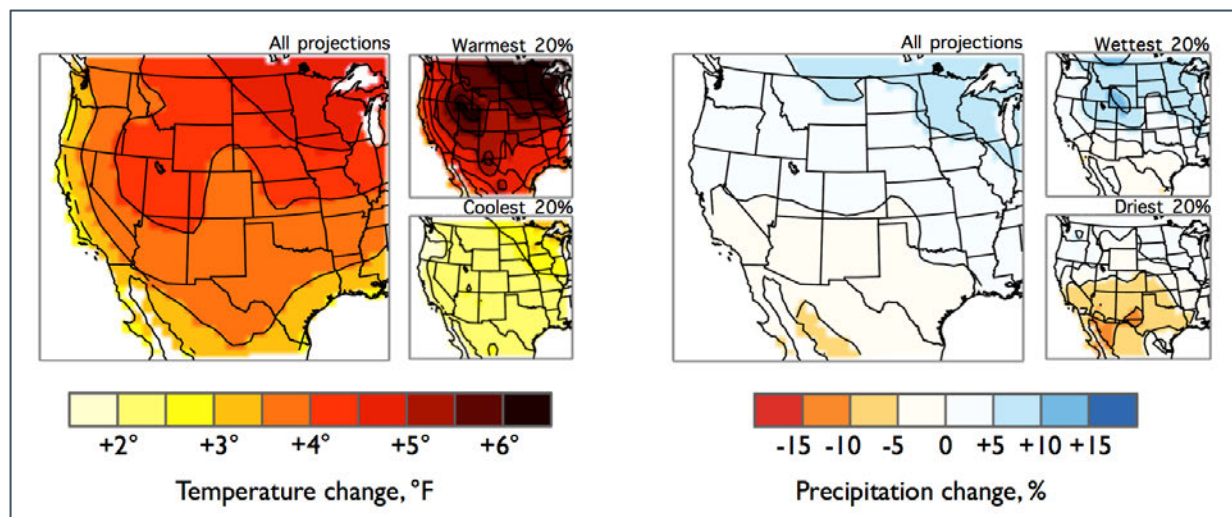 All projections
Warmest 20%
Coolest 20%
+2° +3° +4° +5° +6°
Temperature change, °F
All projections
Wettest 20%
Driest 20%
-15 -10 -5 0 +5 +10 +15
Precipitation change, %